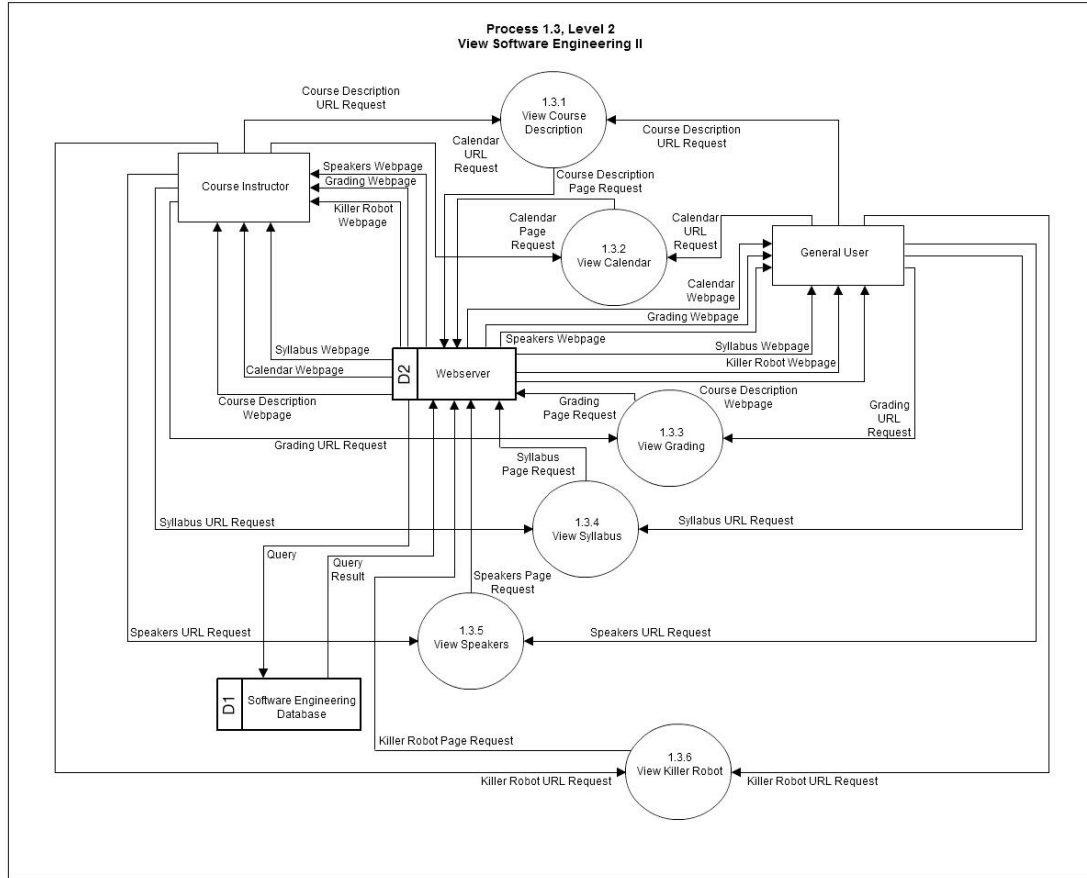 Process 1.3, Level 2
View Software Engineering II
Course Description
URL Request
1.3.1
View Course
Description
Calendar
URL
Request
Course Description
URL Request
Speakers Webpage
Grading Webpage
Killer Robot
Webpage
Course Instructor
Course Description
Page Request
Calendar
Page
Request
1.3.2
View Calendar
Calendar
URL
Request
General User
Calendar
Webpage
Grading Webpage
Speakers Webpage
Syllabus Webpage
Killer Robot Webpage
Syllabus Webpage
Calendar Webpage
Course Description
Webpage
D2
Webserver
Grading
Page Request
Course Description
Webpage
Grading
URL
Request
Grading URL Request
1.3.3
View Grading
Syllabus
Page Request
Syllabus URL Request
1.3.4
View Syllabus
Syllabus URL Request
Query
Query
Result
Speakers Page
Request
Speakers URL Request
1.3.5
View Speakers
Speakers URL Request
D1
Software Engineering
Database
Killer Robot Page Request
1.3.6
View Killer Robot
Killer Robot URL Request
Killer Robot URL Request